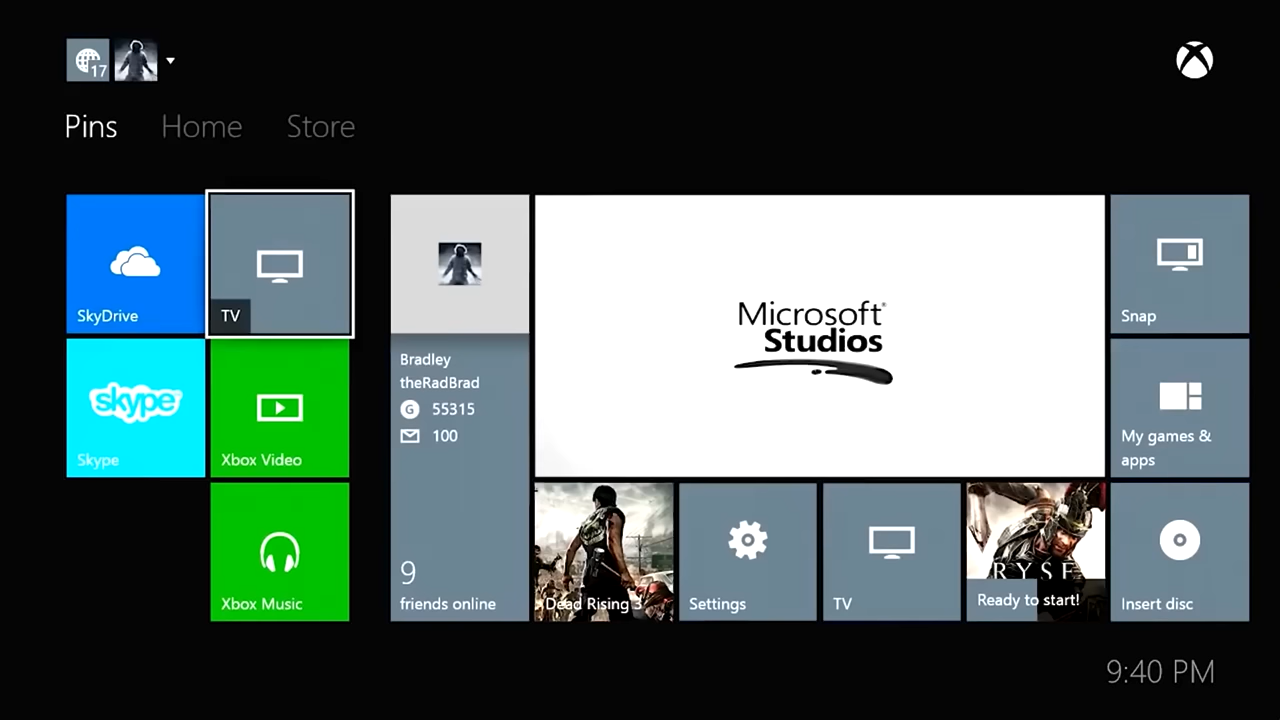 17
Pins Home Store
SkyDrive
TV
skype
Skype
Xbox Video
Xbox Music
Bradley
theRadBrad
G 55315
100
9
friends online
Microsoft®
Studios
Dead Rising 3
Settings
TV
RYSE
Ready to start!
Snap
My games &
apps
Insert disc
9:40 PM